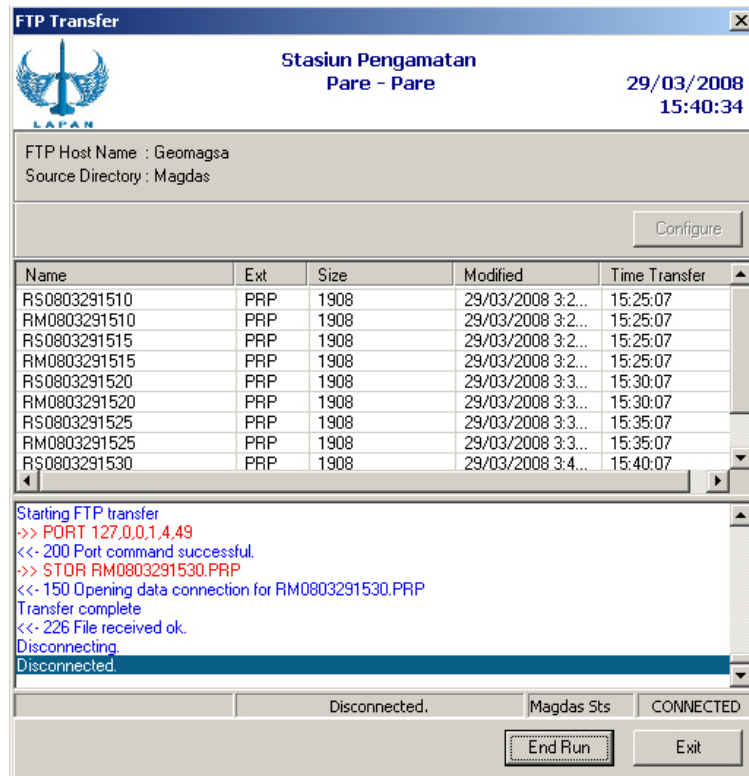 FTP Transfer
LAPAN
Stasiun Pengamatan
Pare - Pare
29/03/2008
15:40:34
FTP Host Name : Geomagsa
Source Directory : Magdas
Configure
Name Ext Size Modified Time Transfer
RS0803291510 PRP 1908 29/03/2008 3:2... 15:25:07
RM0803291510 PRP 1908 29/03/2008 3:2... 15:25:07
RS0803291515 PRP 1908 29/03/2008 3:2... 15:25:07
RM0803291515 PRP 1908 29/03/2008 3:2... 15:25:07
RS0803291520 PRP 1908 29/03/2008 3:3... 15:30:07
RM0803291520 PRP 1908 29/03/2008 3:3... 15:30:07
RS0803291525 PRP 1908 29/03/2008 3:3... 15:35:07
RM0803291525 PRP 1908 29/03/2008 3:3... 15:35:07
RS0803291530 PRP 1908 29/03/2008 3:4... 15:40:07
Starting FTP transfer
->> PORT 127,0,0,1,4,49
<<- 200 Port command successful.
->> STOR RM0803291530.PRP
<<- 150 Opening data connection for RM0803291530.PRP
Transfer complete
<<- 226 File received ok.
Disconnecting.
Disconnected.
Disconnected. Magdas Sts CONNECTED
End Run Exit